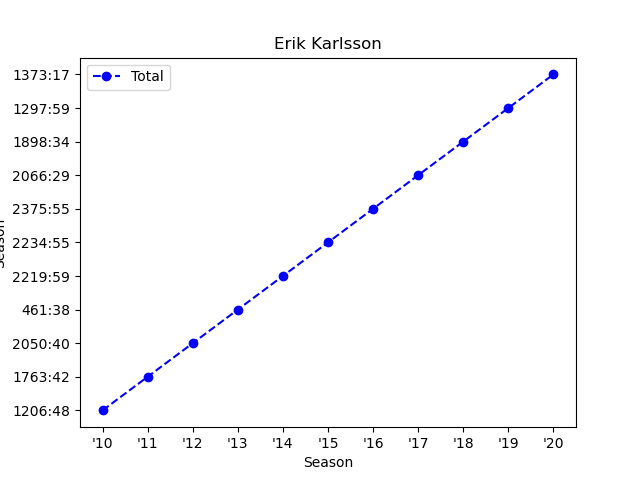 Erik Karlsson
Total
1373:17
1297:59
1898:34
2066:29
2375:55
2234:55
2219:59
461:38
2050:40
1763:42
1206:48
Season
'10 '11 '12 '13 '14 '15 '16 '17 '18 '19 '20
Season